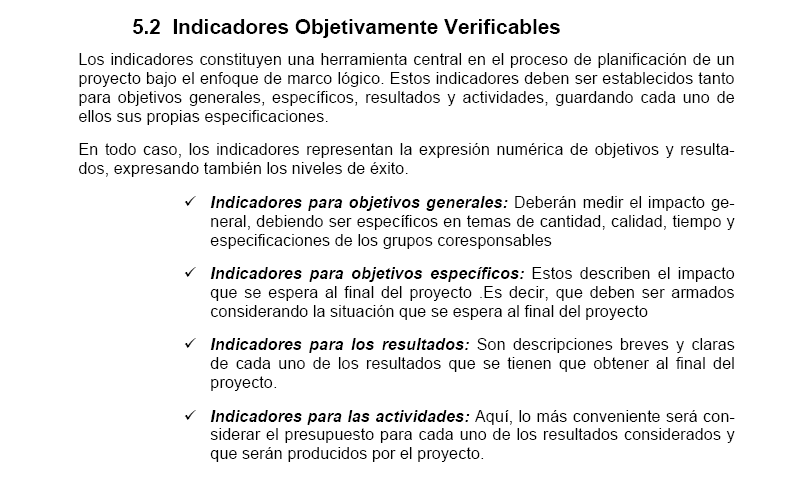 5.2 Indicadores Objetivamente Verificables
Los indicadores constituyen una herramienta central en el proceso de planificación de un
proyecto bajo el enfoque de marco lógico. Estos indicadores deben ser establecidos tanto
para objetivos generales, específicos, resultados y actividades, guardando cada uno de
ellos sus propias especificaciones.
En todo caso, los indicadores representan la expresión numérica de objetivos y resulta-
dos, expresando también los niveles de éxito.
✓ Indicadores para objetivos generales: Deberán medir el impacto ge-
neral, debiendo ser específicos en temas de cantidad, calidad, tiempo y
especificaciones de los grupos coresponsables
✓ Indicadores para objetivos específicos: Estos describen el impacto
que se espera al final del proyecto .Es decir, que deben ser armados
considerando la situación que se espera al final del proyecto
✓ Indicadores para los resultados: Son descripciones breves y claras
de cada uno de los resultados que se tienen que obtener al final del
proyecto.
✓ Indicadores para las actividades: Aquí, lo más conveniente será con-
siderar el presupuesto para cada uno de los resultados considerados y
que serán producidos por el proyecto.